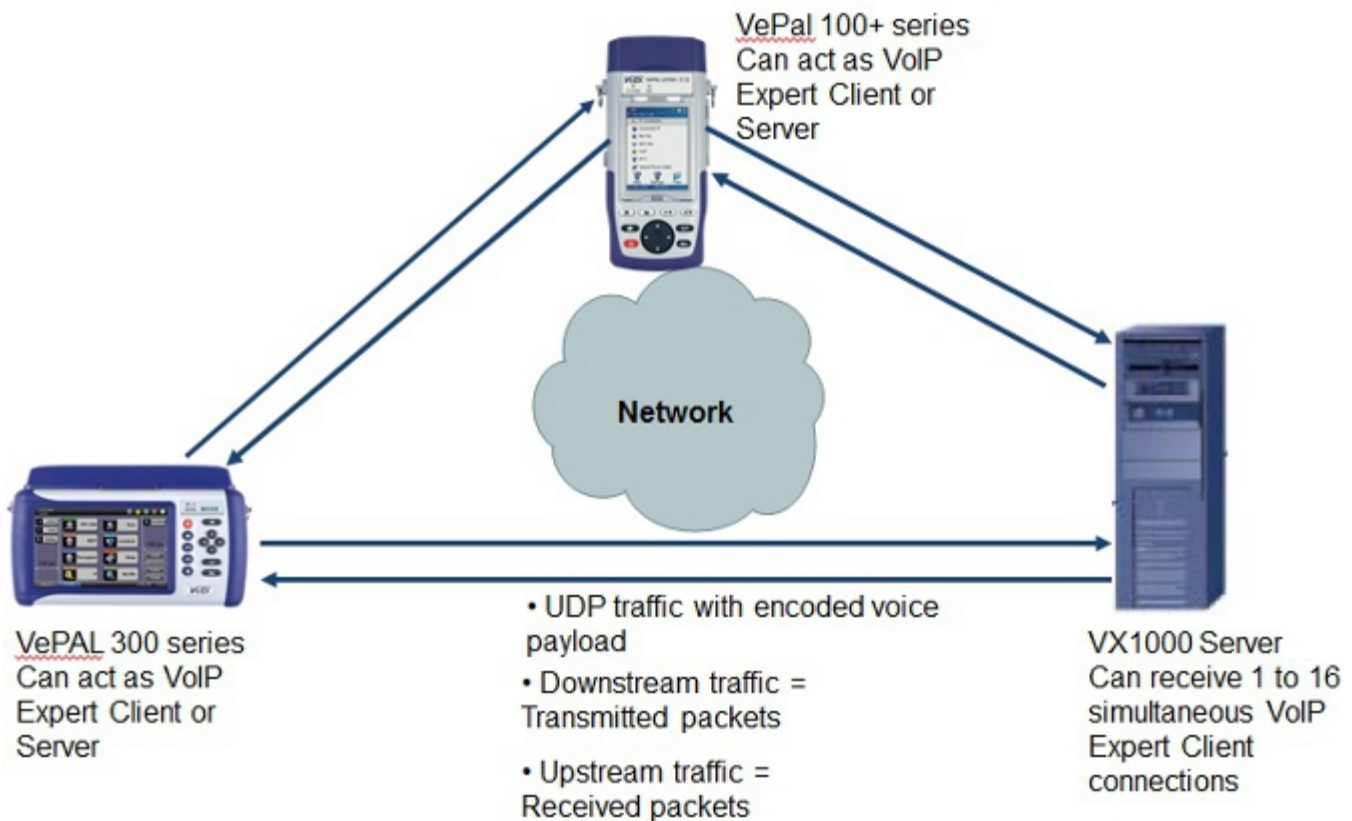 VePal 100+ series
Can act as VoIP
Expert Client or
Server
Network
VePAL 300 series
Can act as VoIP
Expert Client or
Server
• UDP traffic with encoded voice
payload
• Downstream traffic =
Transmitted packets
• Upstream traffic =
Received packets
VX1000 Server
Can receive 1 to 16
simultaneous VoIP
Expert Client
connections